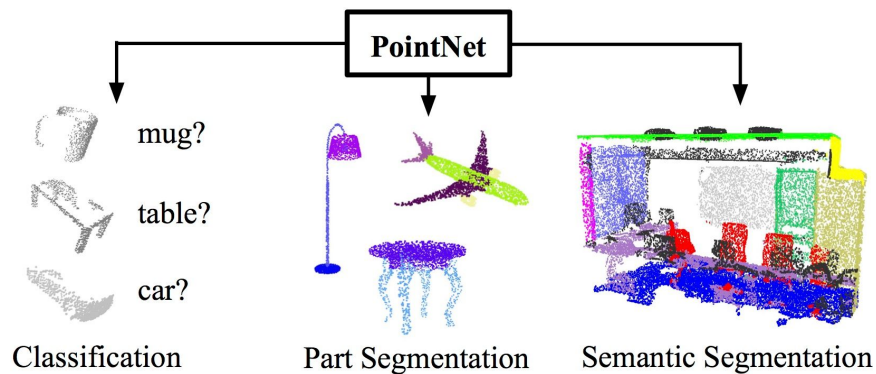 PointNet
mug?
table?
car?
Classification
Part Segmentation
Semantic Segmentation